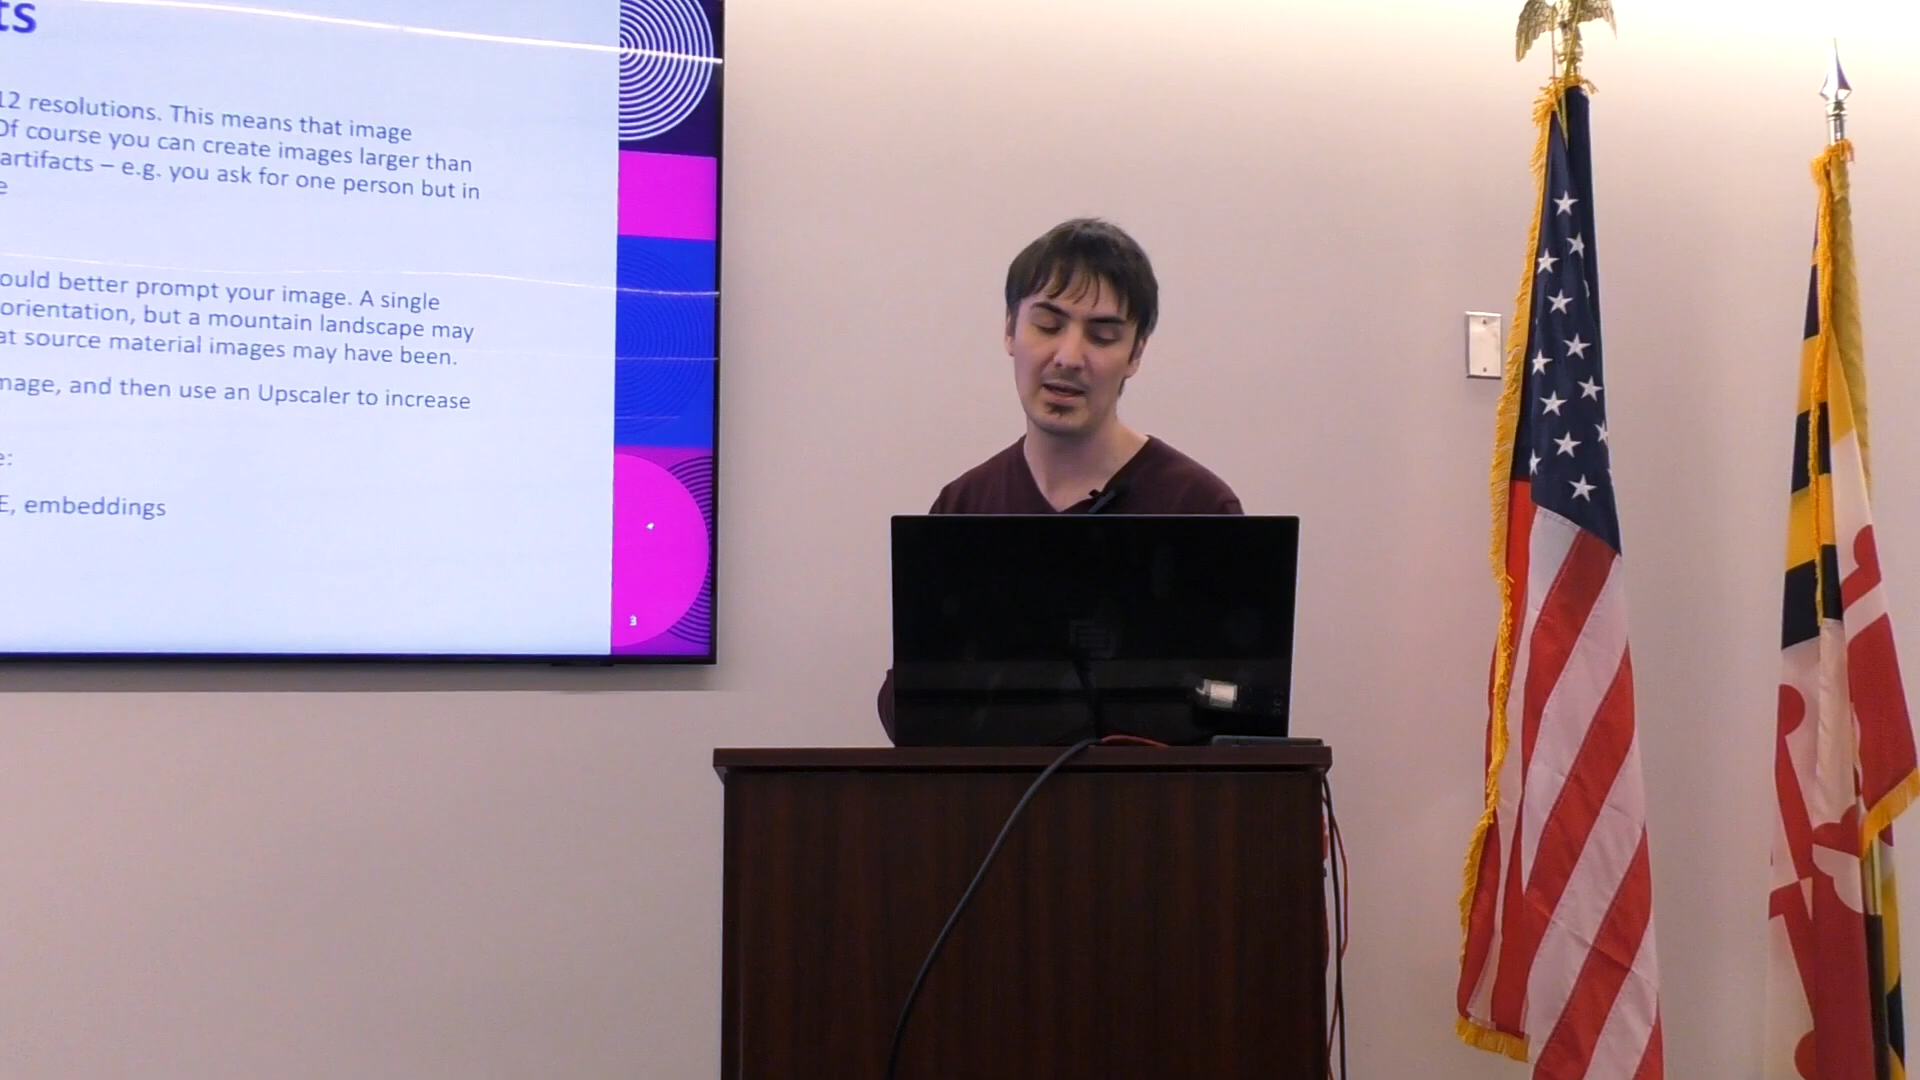 ts
12 resolutions. This means that image
Of course you can create images larger than
artifacts – e.g. you ask for one person but in
e
ould better prompt your image. A single
orientation, but a mountain landscape may
at source material images may have been.
mage, and then use an Upscaler to increase
e:
E, embeddings
3